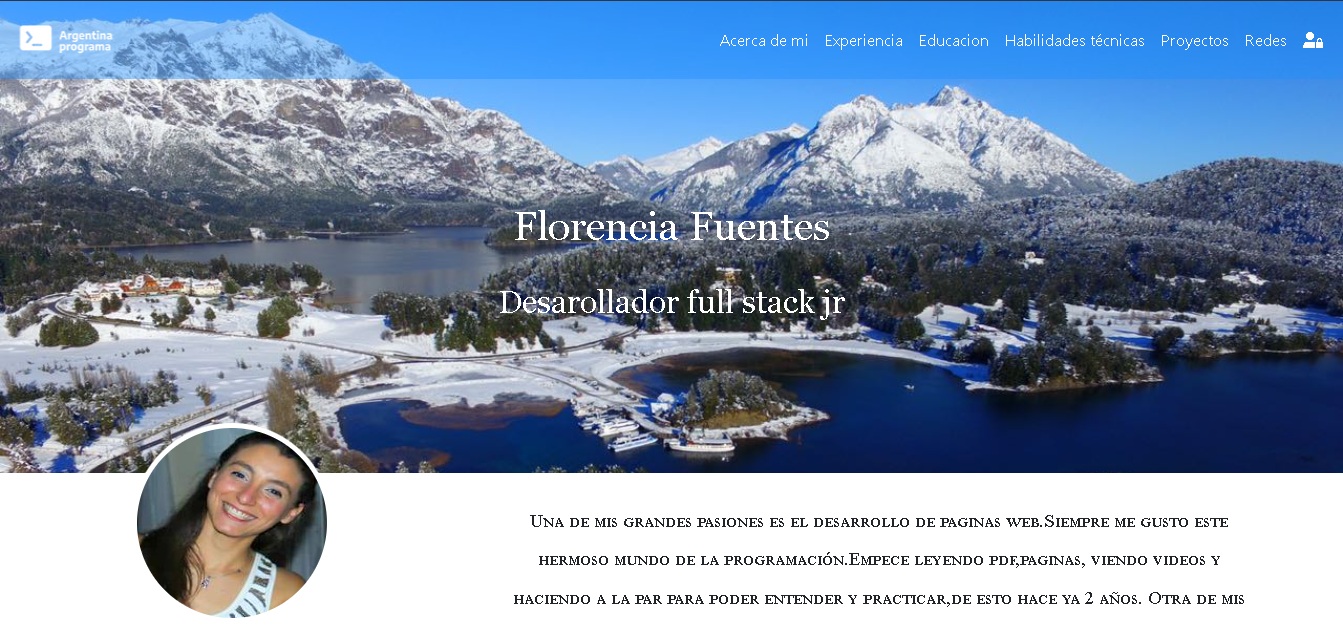 Argentina
programa
Acerca de mi Experiencia Educacion Habilidades técnicas Proyectos Redes
Florencia Fuentes
Desarollador full stack jr
Una de mis grandes pasiones es el desarrollo de paginas web.Siempre me gusto este
hermoso mundo de la programación.Empece leyendo pdf,paginas, viendo videos y
haciendo a la par para poder entender y practicar,de esto hace ya 2 años. Otra de mis